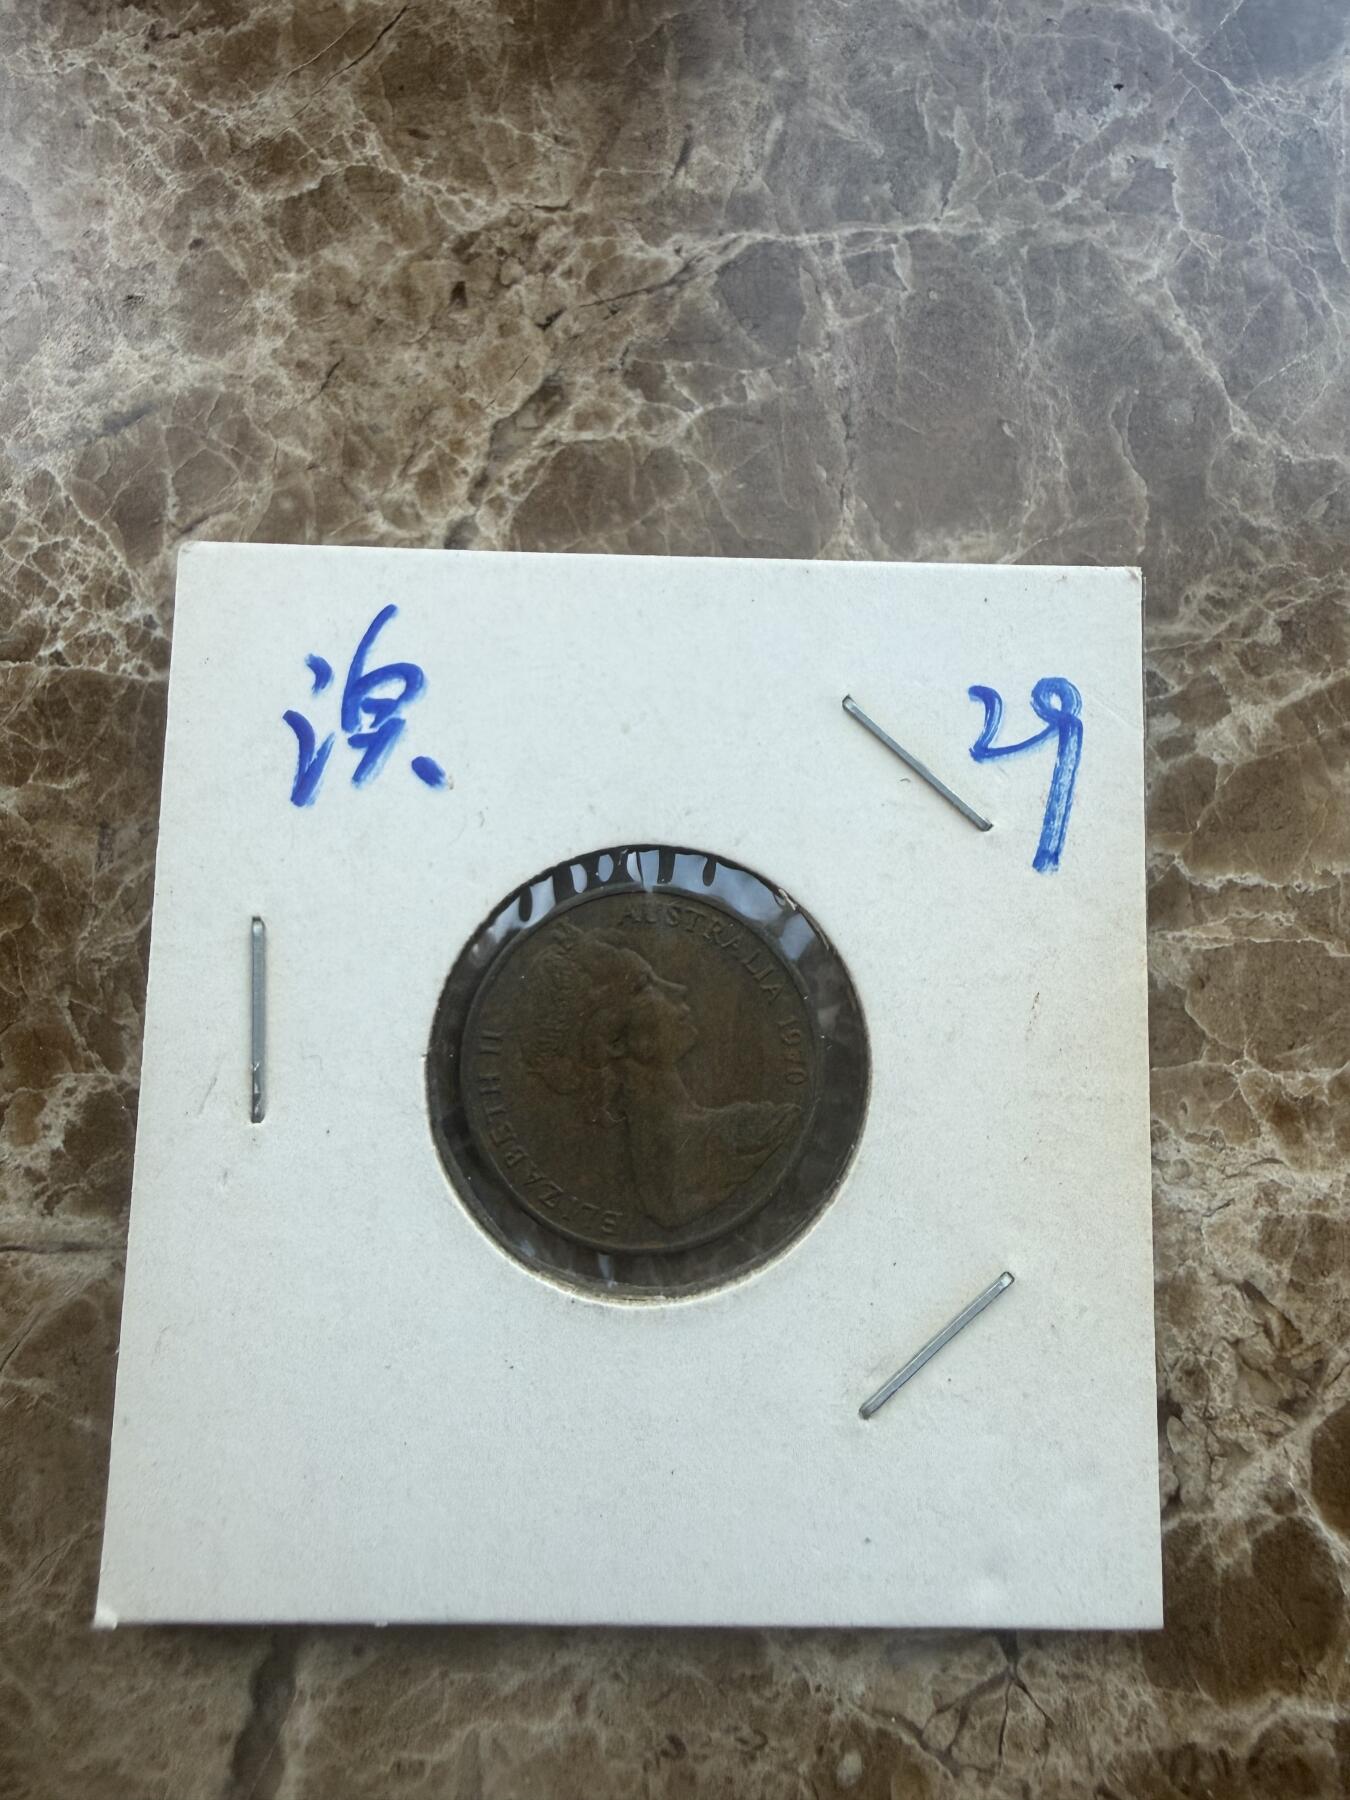 澳
29
ELIZABETH II AUSTRALIA 1970